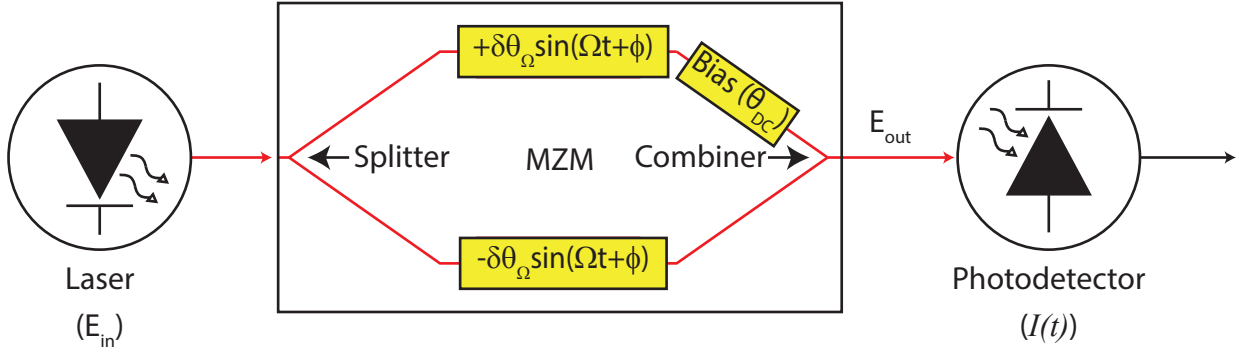 +δθ_Ω sin(Ωt+ϕ)
Bias (θ_DC)
Splitter
MZM
Combiner
E_out
-δθ_Ω sin(Ωt+ϕ)
Laser
(E_in)
Photodetector
(I(t))